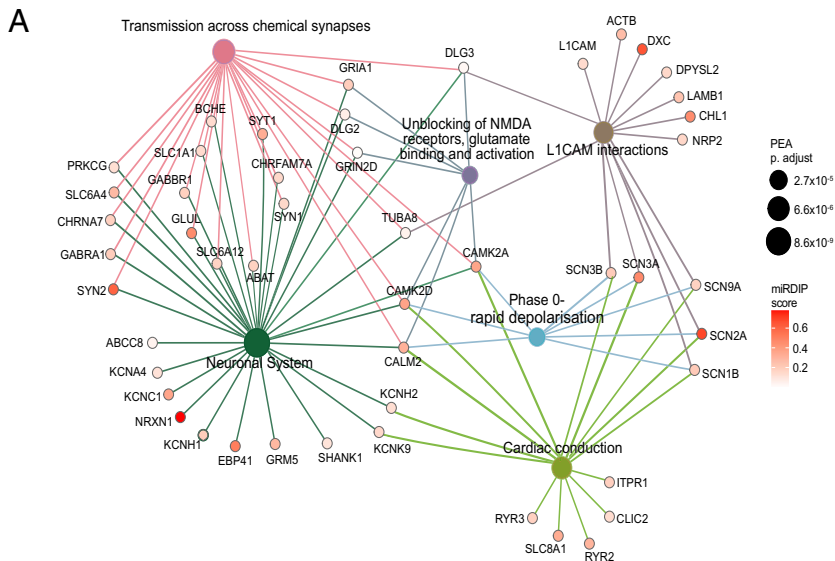 A
Transmission across chemical synapses
ACTB
L1CAM
DXC
DLG3
GRIA1
DPYSL2
LAMB1
BCHE
SYT1
DLG2
CHL1
Unblocking of NMDA
receptors, glutamate
binding and activation
L1CAM interactions
NRP2
PEA
p. adjust
2.7x10-5
6.6x10-6
8.6x10-9
SLC1A1
CHRFAM7A
GRIN2D
PRKCG
GABBR1
SLC6A4
SYN1
CHRNA7
GLUL
TUBA8
GABRA1
SLC6A12
ABAT
CAMK2A
SCN3B
SCN3A
SYN2
CAMK2D
SCN9A
miRDIP
score
0.6
0.4
0.2
Phase 0-
rapid depolarisation
SCN2A
ABCC8
Neuronal System
CALM2
SCN1B
KCNA4
KCNC1
KCNH2
NRXN1
KCNH1
EBP41
GRM5
SHANK1
KCNK9
Cardiac conduction
ITPR1
RYR3
CLIC2
SLC8A1
RYR2